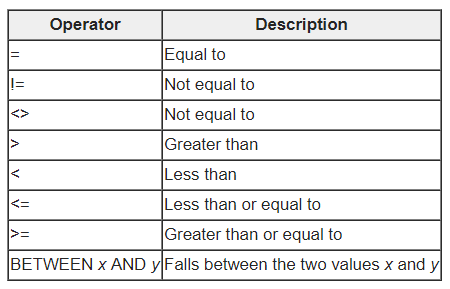 Operator Description
= Equal to
!= Not equal to
<> Not equal to
> Greater than
< Less than
<= Less than or equal to
>= Greater than or equal to
BETWEEN x AND y Falls between the two values x and y